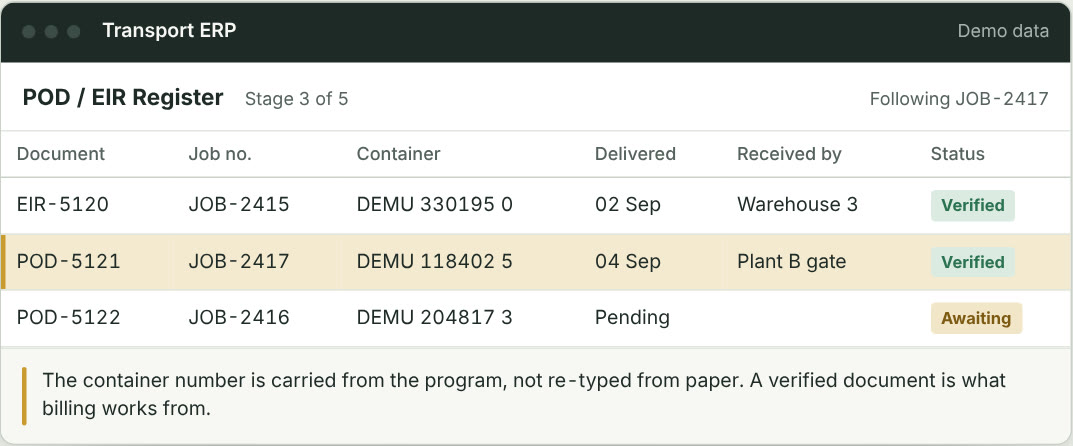 Transport ERP Demo data
POD / EIR Register Stage 3 of 5 Following JOB-2417
Document Job no. Container Delivered Received by Status
EIR-5120 JOB-2415 DEMU 330195 0 02 Sep Warehouse 3 Verified
POD-5121 JOB-2417 DEMU 118402 5 04 Sep Plant B gate Verified
POD-5122 JOB-2416 DEMU 204817 3 Pending Awaiting
The container number is carried from the program, not re-typed from paper. A verified document is what
billing works from.